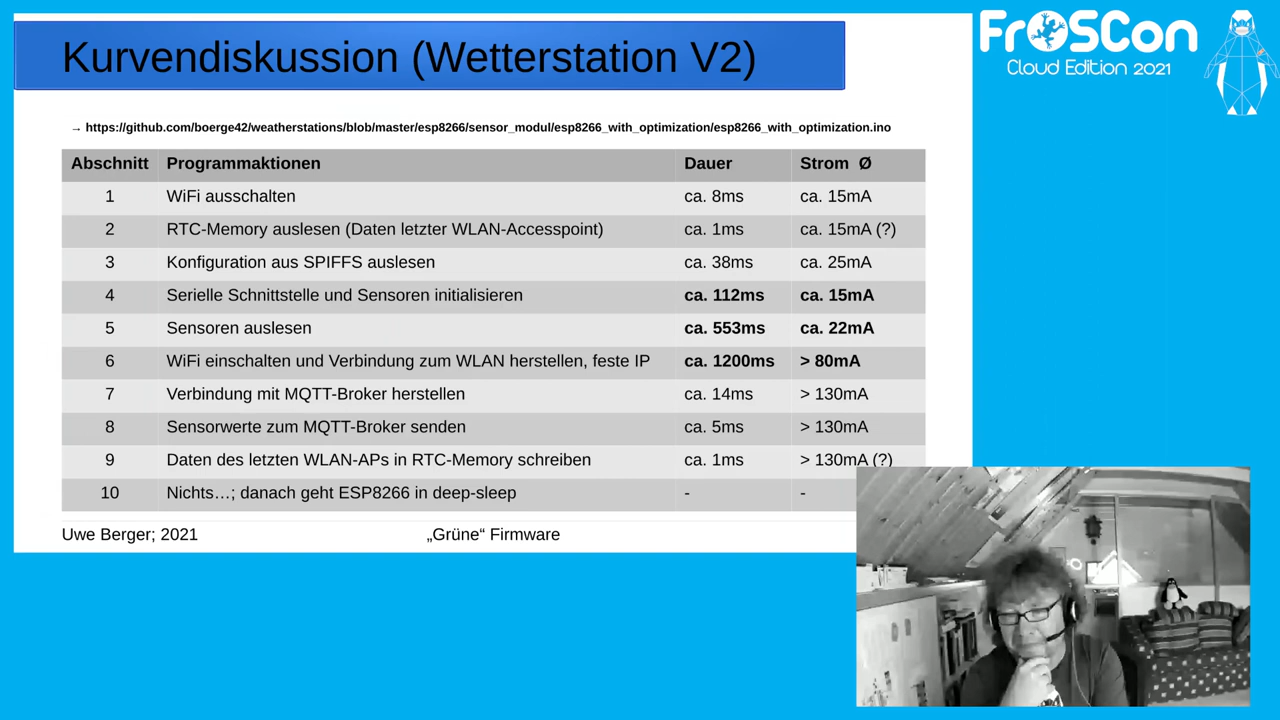 Kurvendiskussion (Wetterstation V2)
FrOSCon
Cloud Edition 2021
→ https://github.com/boerge42/weatherstations/blob/master/esp8266/sensor_modul/esp8266_with_optimization/esp8266_with_optimization.ino
Abschnitt Programmaktionen Dauer Strom Ø
1 WiFi ausschalten ca. 8ms ca. 15mA
2 RTC-Memory auslesen (Daten letzter WLAN-Accesspoint) ca. 1ms ca. 15mA (?)
3 Konfiguration aus SPIFFS auslesen ca. 38ms ca. 25mA
4 Serielle Schnittstelle und Sensoren initialisieren ca. 112ms ca. 15mA
5 Sensoren auslesen ca. 553ms ca. 22mA
6 WiFi einschalten und Verbindung zum WLAN herstellen, feste IP ca. 1200ms > 80mA
7 Verbindung mit MQTT-Broker herstellen ca. 14ms > 130mA
8 Sensorwerte zum MQTT-Broker senden ca. 5ms > 130mA
9 Daten des letzten WLAN-APs in RTC-Memory schreiben ca. 1ms > 130mA (?)
10 Nichts…; danach geht ESP8266 in deep-sleep - -
Uwe Berger; 2021 „Grüne“ Firmware